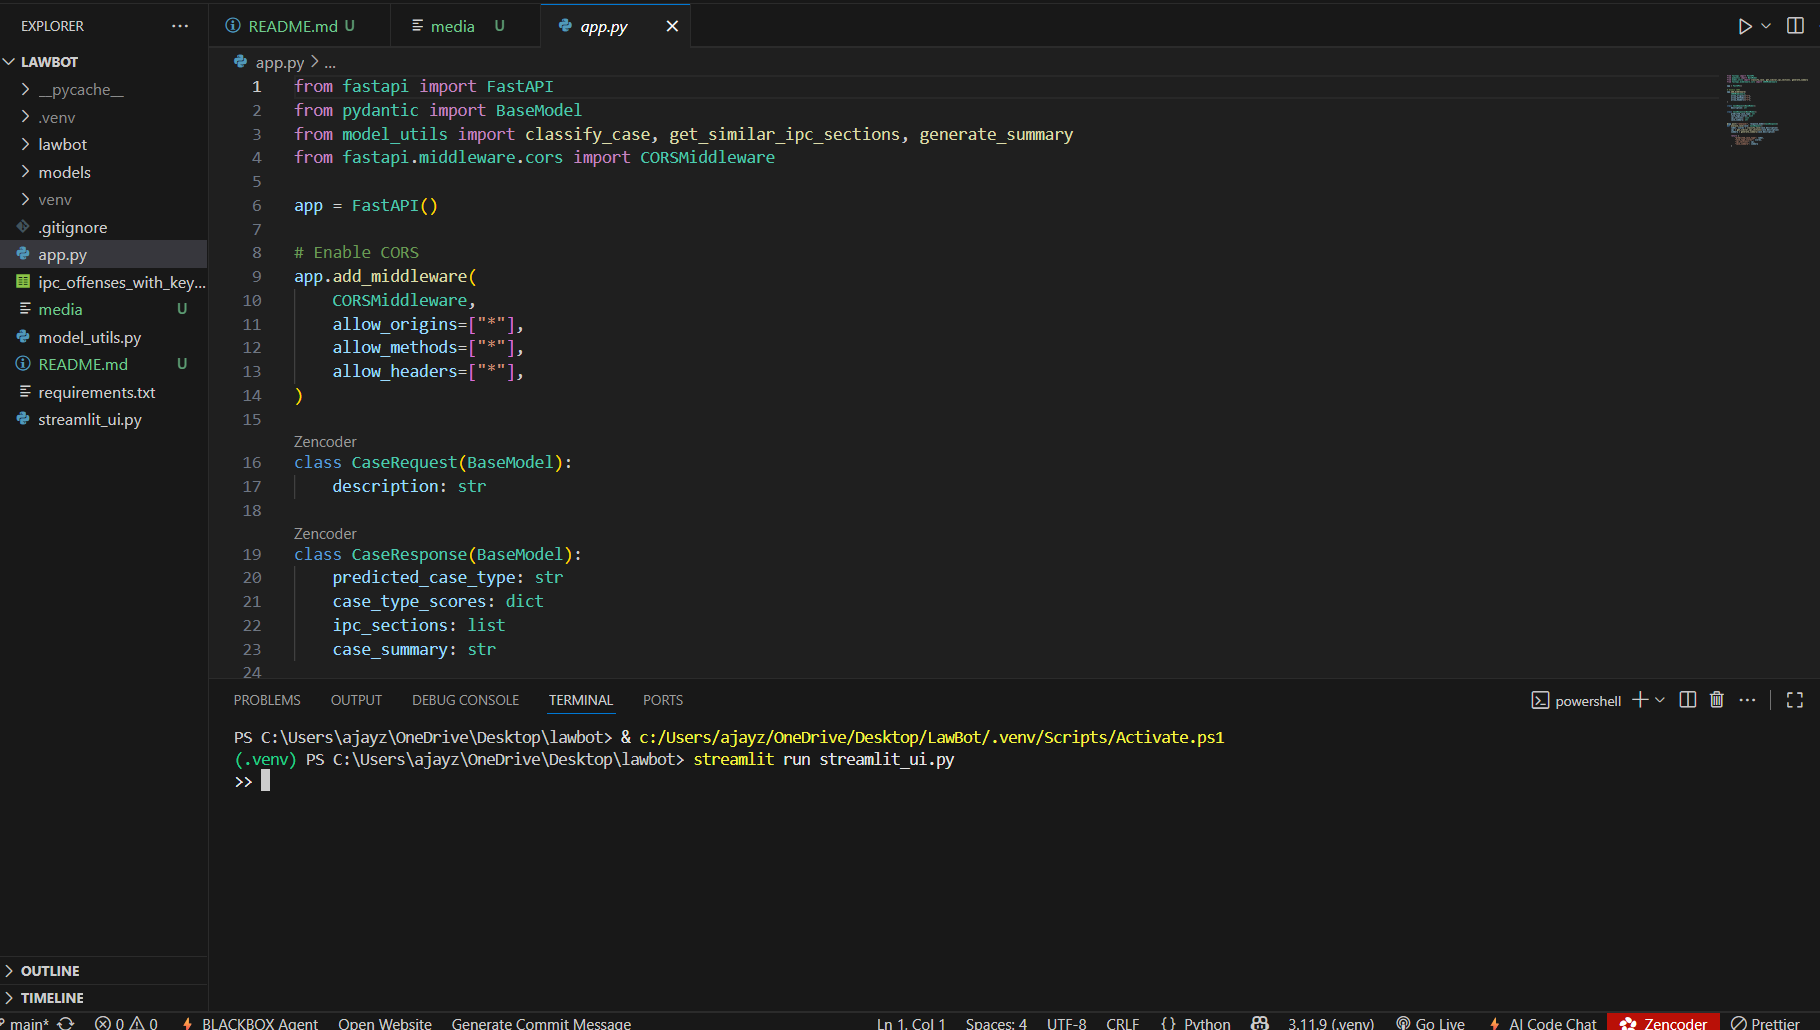 EXPLORER
LAWBOT
__pycache__
.venv
lawbot
models
venv
.gitignore
app.py
ipc_offenses_with_key...
media U
model_utils.py
README.md U
requirements.txt
streamlit_ui.py
OUTLINE
TIMELINE
README.md U media U app.py
app.py > ...
1 from fastapi import FastAPI
2 from pydantic import BaseModel
3 from model_utils import classify_case, get_similar_ipc_sections, generate_summary
4 from fastapi.middleware.cors import CORSMiddleware
5
6 app = FastAPI()
7
8 # Enable CORS
9 app.add_middleware(
10 CORSMiddleware,
11 allow_origins=["*"],
12 allow_methods=["*"],
13 allow_headers=["*"],
14 )
15
Zencoder
16 class CaseRequest(BaseModel):
17 description: str
18
Zencoder
19 class CaseResponse(BaseModel):
20 predicted_case_type: str
21 case_type_scores: dict
22 ipc_sections: list
23 case_summary: str
24
PROBLEMS OUTPUT DEBUG CONSOLE TERMINAL PORTS powershell
PS C:\Users\ajayz\OneDrive\Desktop\lawbot> & c:/Users/ajayz/OneDrive/Desktop/LawBot/.venv/Scripts/Activate.ps1
(.venv) PS C:\Users\ajayz\OneDrive\Desktop\lawbot> streamlit run streamlit_ui.py
>>
main* 0 0 BLACKBOX Agent Open Website Generate Commit Message Ln 1, Col 1 Spaces: 4 UTF-8 CRLF {} Python 3.11.9 (.venv) Go Live AI Code Chat Zencoder Prettier